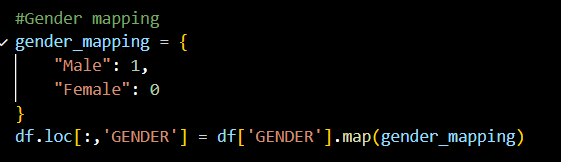 #Gender mapping
gender_mapping = {
    "Male": 1,
    "Female": 0
}
df.loc[:,'GENDER'] = df['GENDER'].map(gender_mapping)